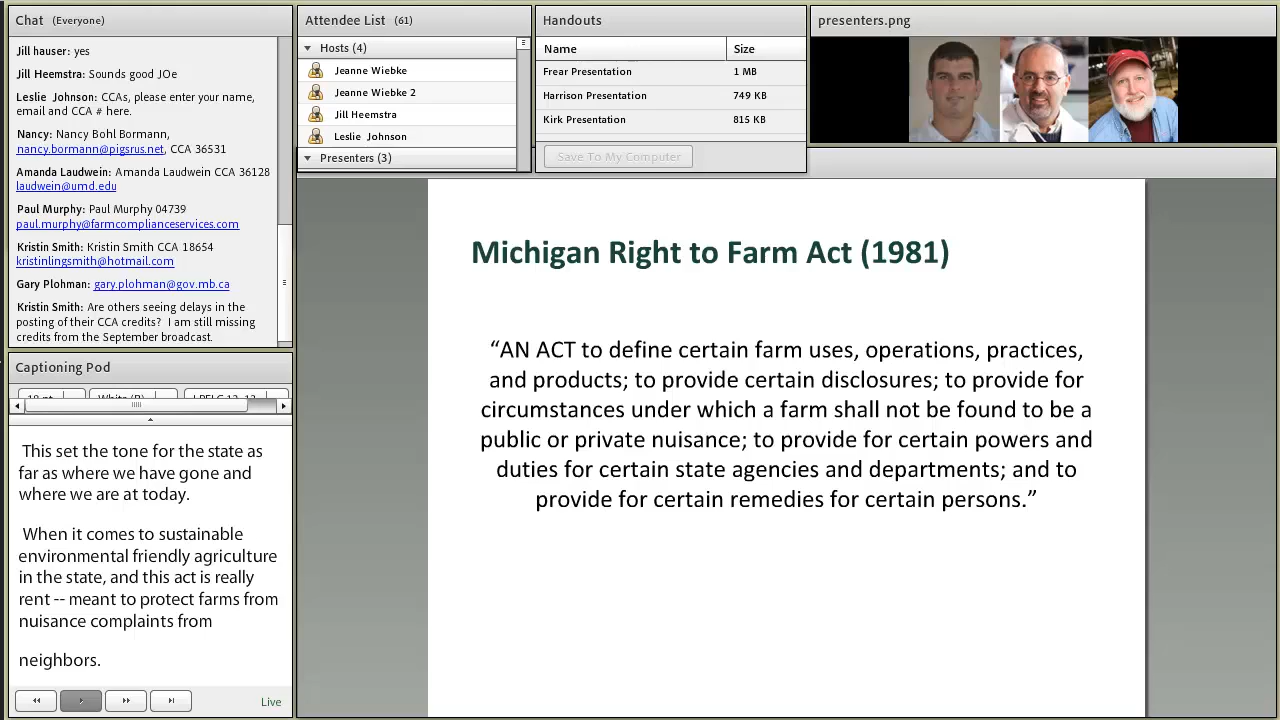 Chat (Everyone)
Jill hauser: yes
Jill Heemstra: Sounds good JOe
Leslie Johnson: CCAs, please enter your name,
email and CCA # here.
Nancy: Nancy Bohl Bormann,
nancy.bormann@pigsrus.net, CCA 36531
Amanda Laudwein: Amanda Laudwein CCA 36128
laudwein@umd.edu
Paul Murphy: Paul Murphy 04739
paul.murphy@farmcomplianceservices.com
Kristin Smith: Kristin Smith CCA 18654
kristinlingsmith@hotmail.com
Gary Plohman: gary.plohman@gov.mb.ca
Kristin Smith: Are others seeing delays in the
posting of their CCA credits? I am still missing
credits from the September broadcast.
Captioning Pod
This set the tone for the state as
far as where we have gone and
where we are at today.
When it comes to sustainable
environmental friendly agriculture
in the state, and this act is really
rent -- meant to protect farms from
nuisance complaints from
neighbors.
Live
Attendee List (61)
Hosts (4)
Jeanne Wiebke
Jeanne Wiebke 2
Jill Heemstra
Leslie Johnson
Presenters (3)
Handouts
Name Size
Frear Presentation 1 MB
Harrison Presentation 749 KB
Kirk Presentation 815 KB
Save To My Computer
presenters.png
Michigan Right to Farm Act (1981)
“AN ACT to define certain farm uses, operations, practices,
and products; to provide certain disclosures; to provide for
circumstances under which a farm shall not be found to be a
public or private nuisance; to provide for certain powers and
duties for certain state agencies and departments; and to
provide for certain remedies for certain persons.”